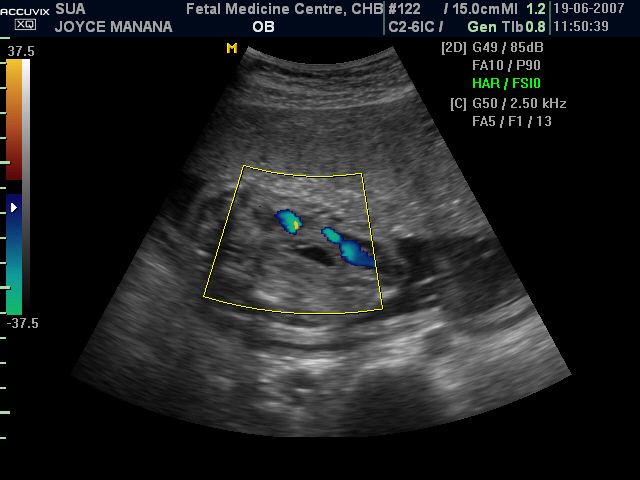 ACCUVIX SUA Fetal Medicine Centre, CHB #122 / 15.0cm MI 1.2 19-06-2007
XQ JOYCE MANANA OB C2-6IC / Gen TIb 0.8 11:50:39
M
[2D] G49 / 85dB
FA10 / P90
HAR / FSI0
[C] G50 / 2.50 kHz
FA5 / F1 / 13
37.5
-37.5